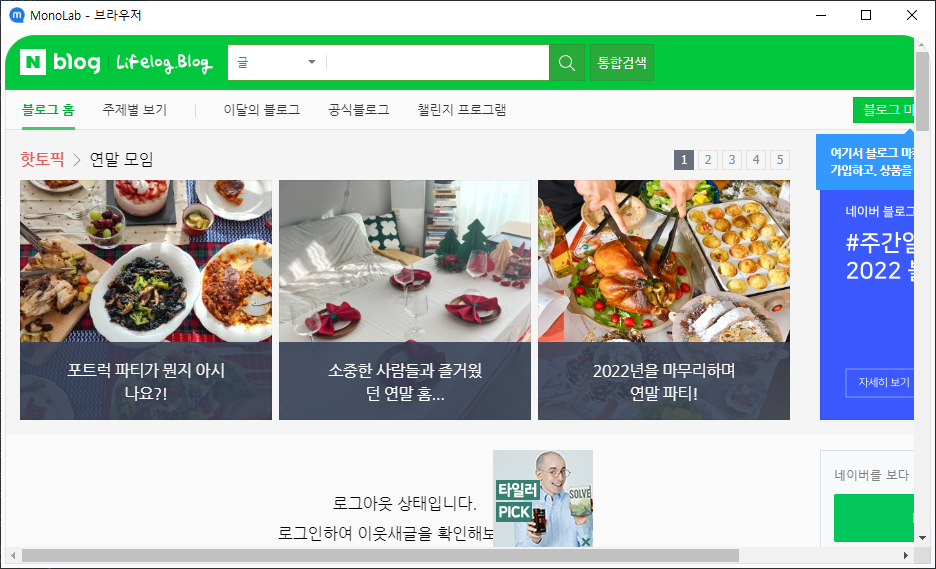 MonoLab - 브라우저
N blog Lifelog.Blog 글 통합검색
블로그 홈 주제별 보기 이달의 블로그 공식블로그 챌린지 프로그램 블로그
핫토픽 > 연말 모임 1 2 3 4 5
여기서 블로그
가입하고, 상품을
포트럭 파티가 뭔지 아시
나요?!
소중한 사람들과 즐거웠
던 연말 홈...
2022년을 마무리하며
연말 파티!
네이버 블로그
#주간일
2022
자세히 보기
로그아웃 상태입니다.
로그인하여 이웃새글을 확인해보
타일러
PICK
SOLVE
네이버를 보다